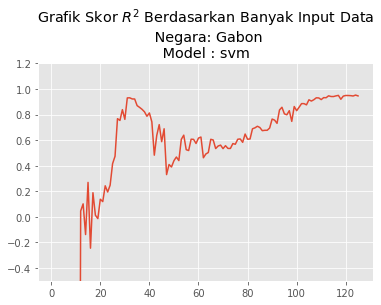 Grafik Skor $R^2$ Berdasarkan Banyak Input Data
Negara: Gabon
Model : svm
1.2
1.0
0.8
0.6
0.4
0.2
0.0
−0.2
−0.4
0 20 40 60 80 100 120